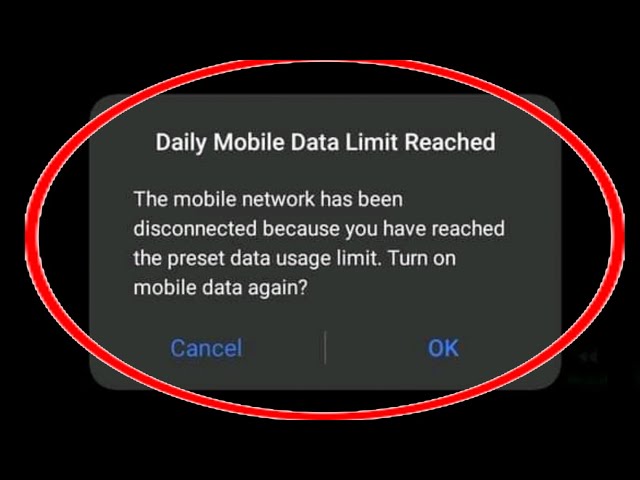 Daily Mobile Data Limit Reached
The mobile network has been
disconnected because you have reached
the preset data usage limit. Turn on
mobile data again?
Cancel
OK